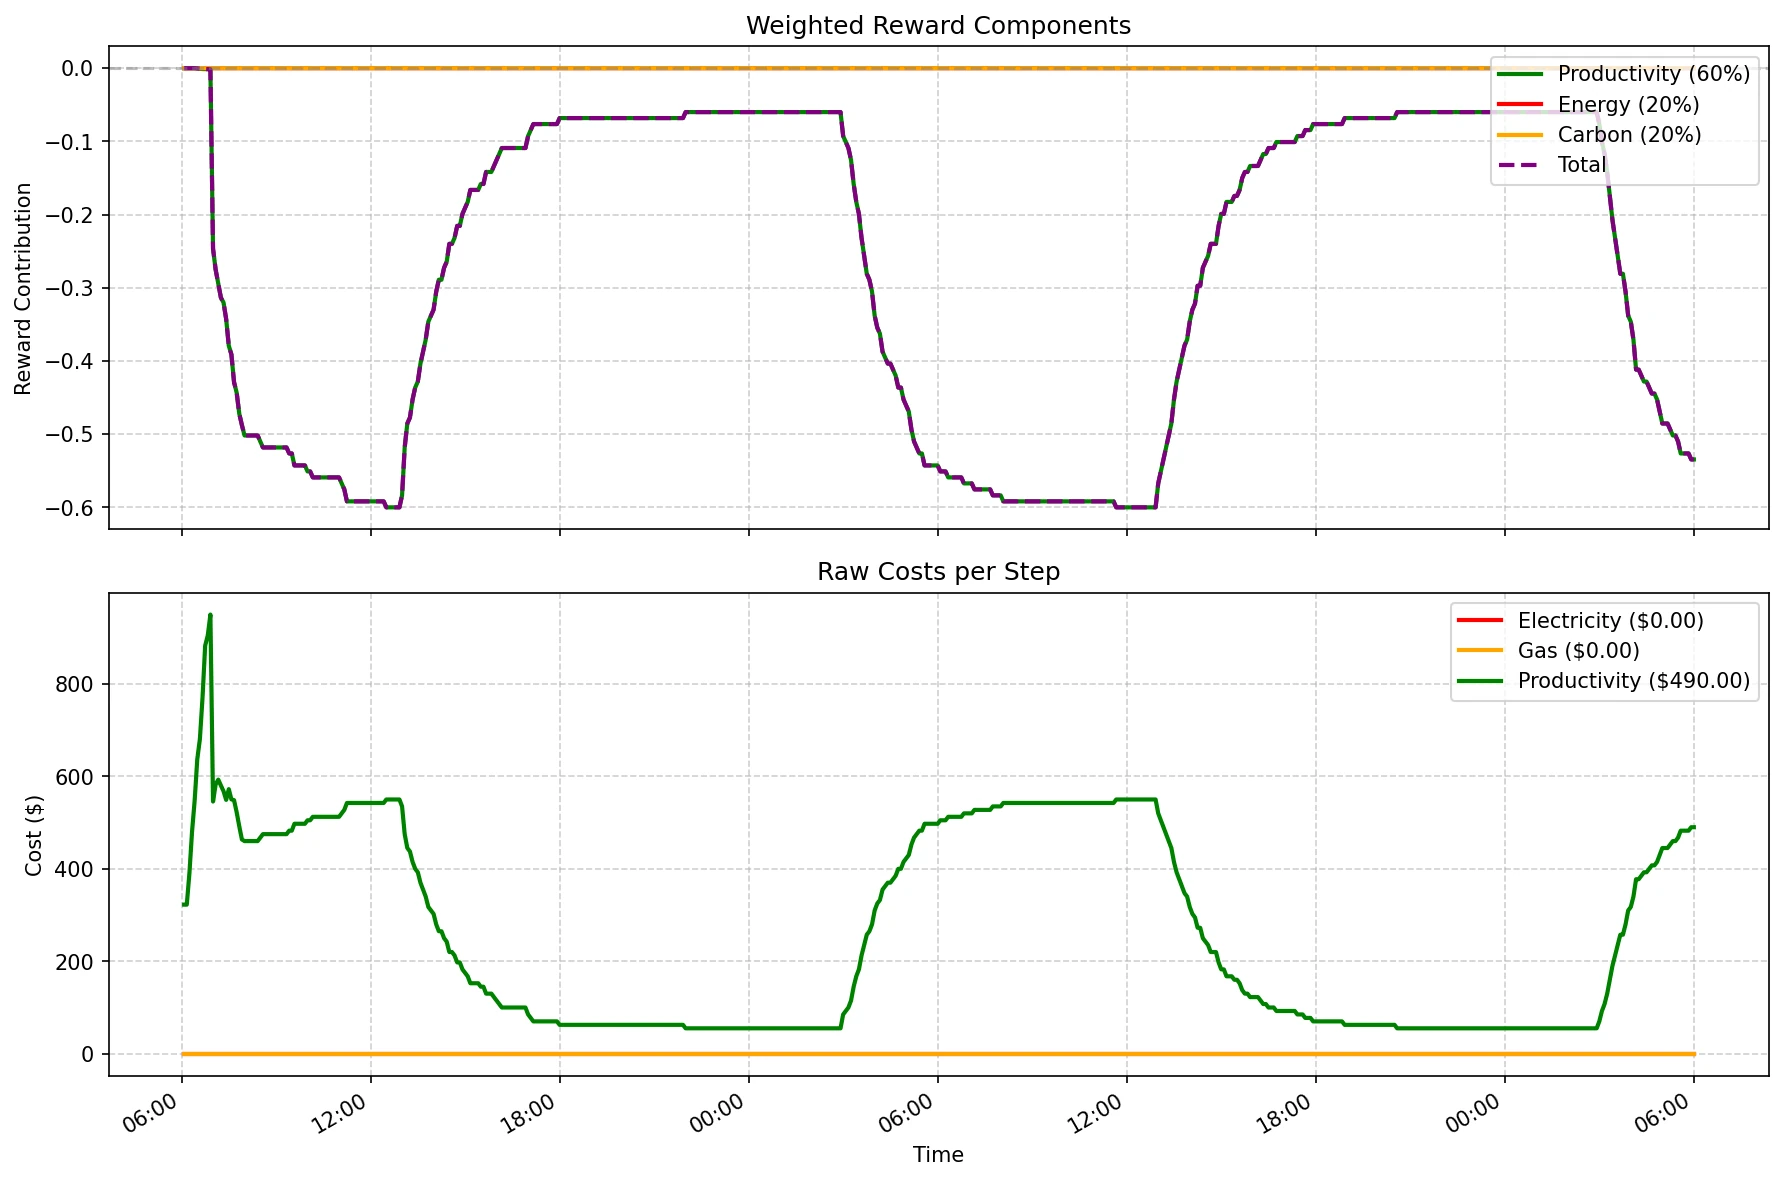 Weighted Reward Components
Reward Contribution
0.0
−0.1
−0.2
−0.3
−0.4
−0.5
−0.6
Productivity (60%)
Energy (20%)
Carbon (20%)
Total
Raw Costs per Step
Cost ($)
800
600
400
200
0
Electricity ($0.00)
Gas ($0.00)
Productivity ($490.00)
06:00
12:00
18:00
00:00
06:00
12:00
18:00
00:00
06:00
Time